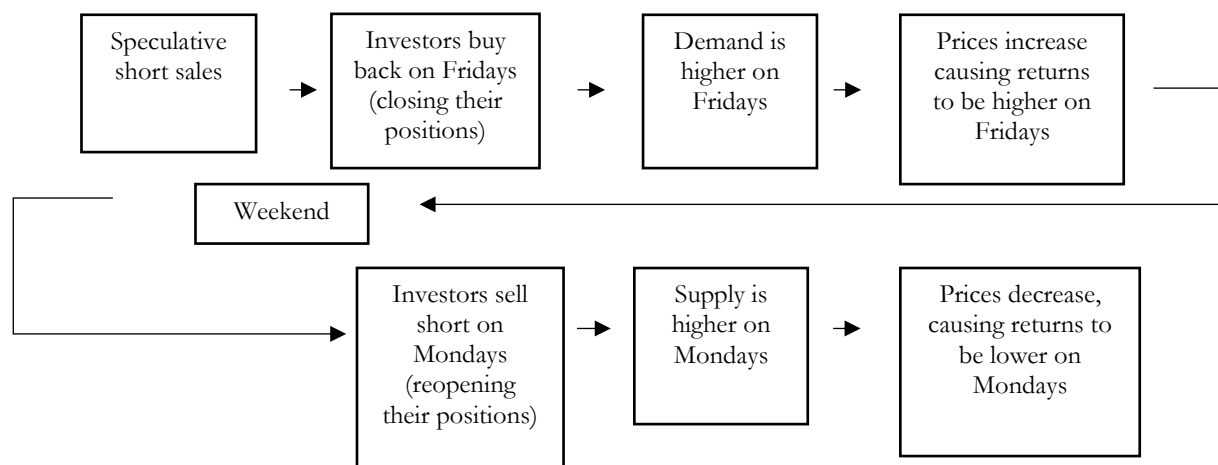 Speculative
short sales
Investors buy
back on Fridays
(closing their
positions)
Demand is
higher on
Fridays
Prices increase
causing returns
to be higher on
Fridays
Weekend
Investors sell
short on
Mondays
(reopening
their positions)
Supply is
higher on
Mondays
Prices decrease,
causing returns to
be lower on
Mondays